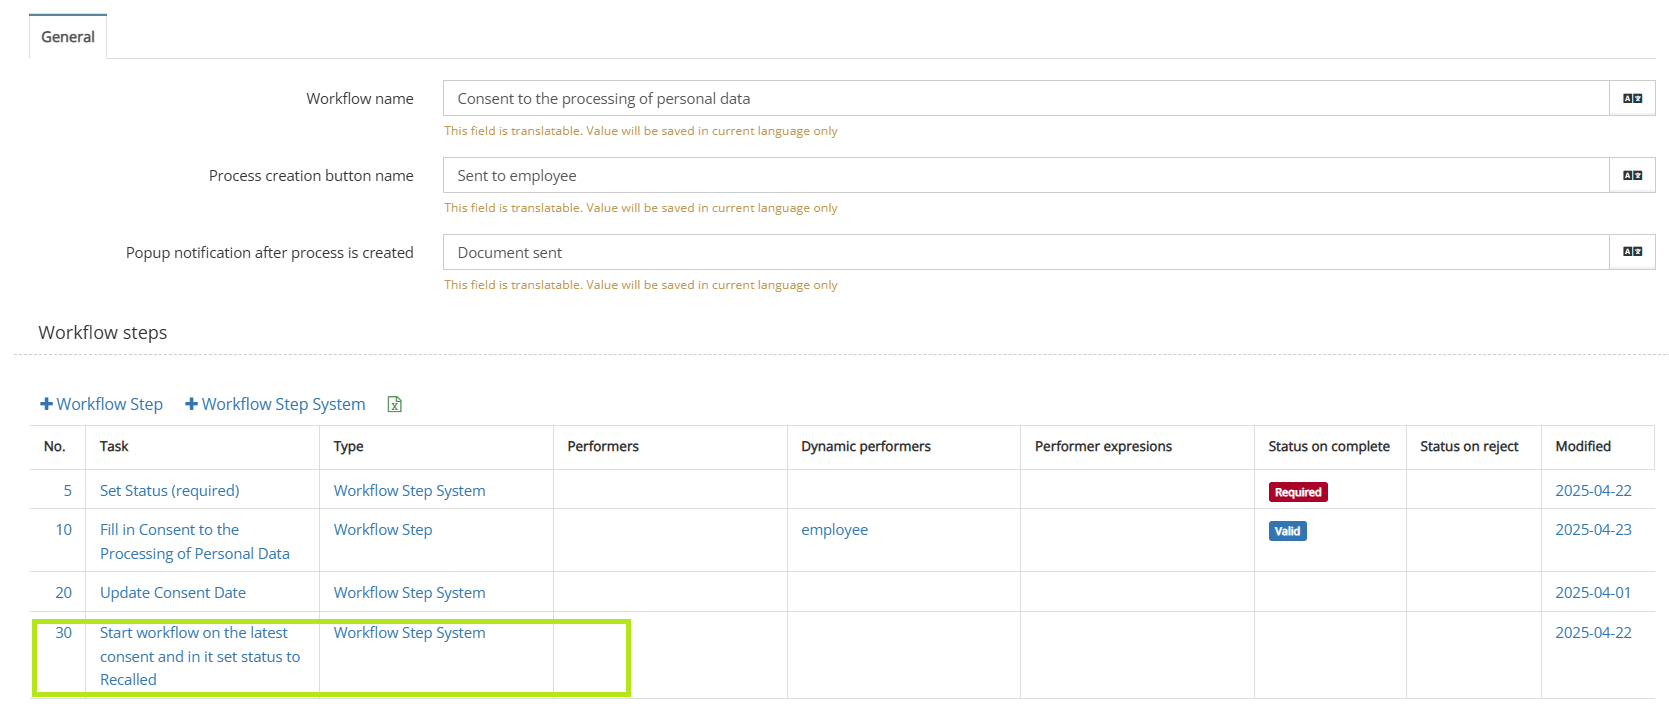 General
Workflow name
Consent to the processing of personal data
This field is translatable. Value will be saved in current language only
Process creation button name
Sent to employee
This field is translatable. Value will be saved in current language only
Popup notification after process is created
Document sent
This field is translatable. Value will be saved in current language only
Workflow steps
Workflow Step Workflow Step System
No. Task Type Performers Dynamic performers Performer expresions Status on complete Status on reject Modified
5 Set Status (required) Workflow Step System Required 2025-04-22
10 Fill in Consent to the Workflow Step employee Valid 2025-04-23
Processing of Personal Data
20 Update Consent Date Workflow Step System 2025-04-01
30 Start workflow on the latest Workflow Step System 2025-04-22
consent and in it set status to
Recalled